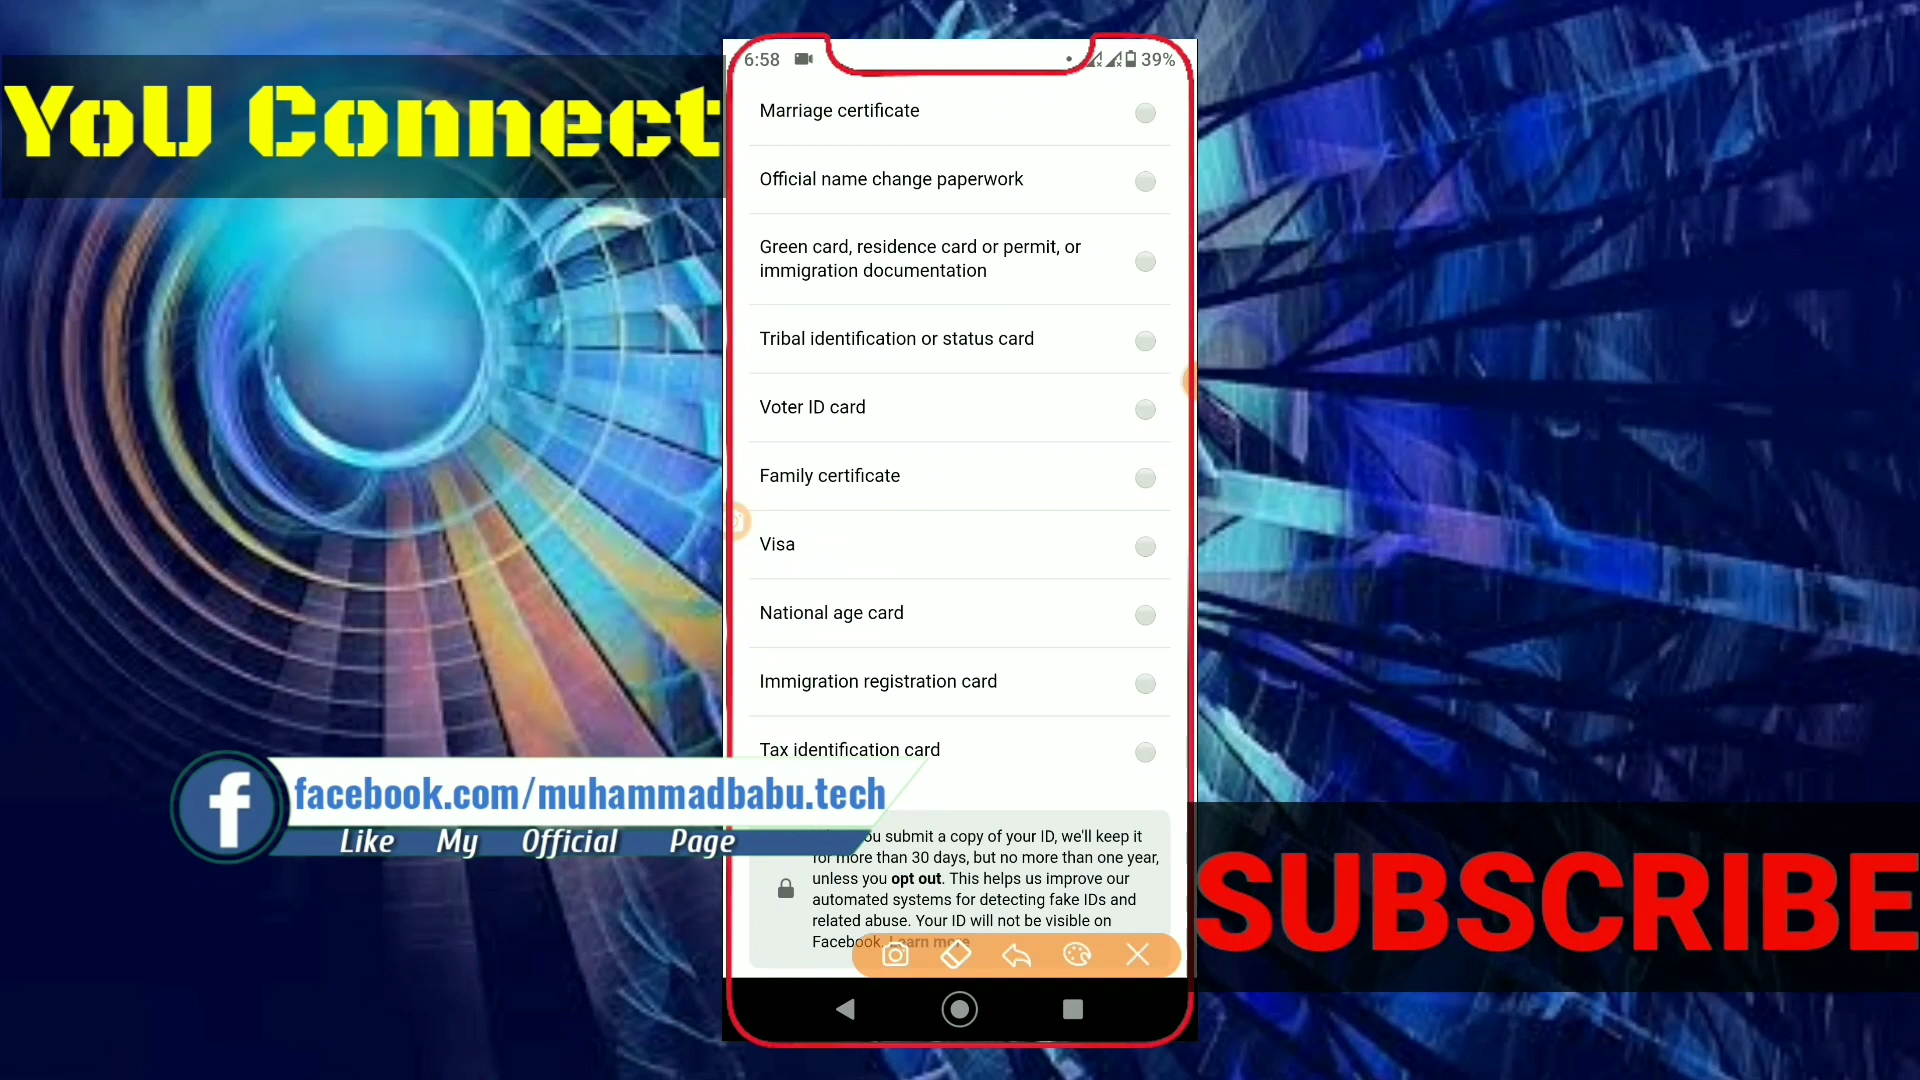 YoU Connect
6:58
39%
Marriage certificate
Official name change paperwork
Green card, residence card or permit, or
immigration documentation
Tribal identification or status card
Voter ID card
Family certificate
Visa
National age card
Immigration registration card
Tax identification card
facebook.com/muhammadbabu.tech
Like My Official Page
submit a copy of your ID, we'll keep it
for more than 30 days, but no more than one year,
unless you opt out. This helps us improve our
automated systems for detecting fake IDs and
related abuse. Your ID will not be visible on
Facebook. Learn more
SUBSCRIBE